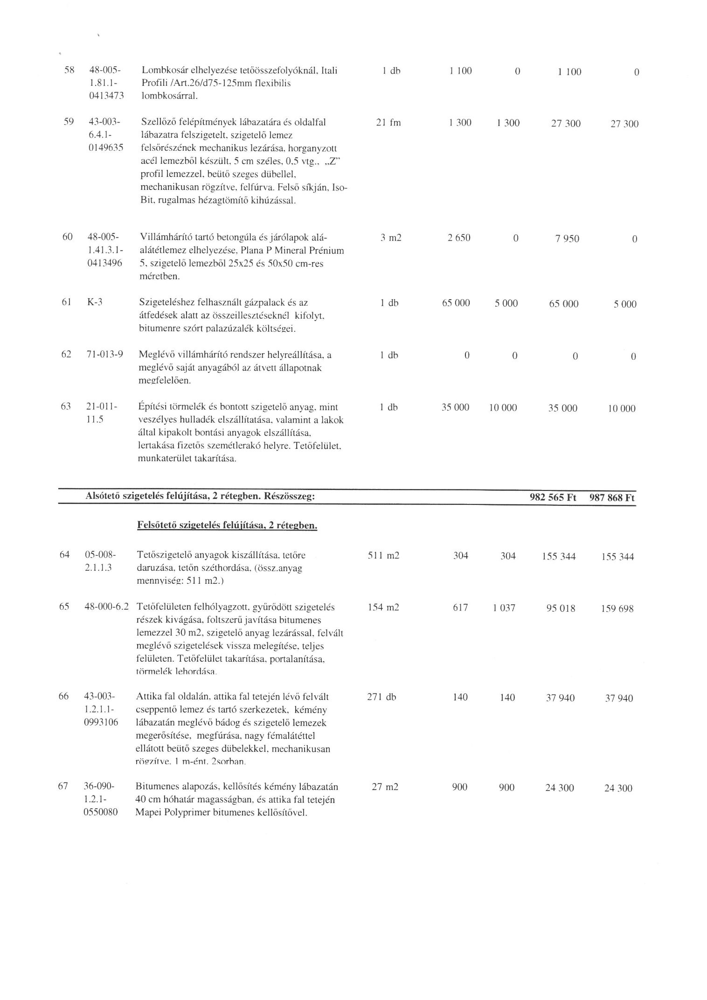 58 48-005- Lombkosár elhelyezése tetőösszefolyóknál, Itali 1 db 1 100 0 1 100 0
1.81.1- Profili /Art.26/d75-125mm flexibilis
0413473 lombkosárral.
59 43-003- Szellőző felépítmények lábazatára és oldalfal 21 fm 1 300 1 300 27 300 27 300
6.4.1- lábazatra felszigetelt, szigetelő lemez
0149635 felsőrészének mechanikus lezárása, horganyzott
acél lemezből készült, 5 cm széles, 0,5 vtg., „Z”
profil lemezzel, beütő szeges dübellel,
mechanikusan rögzítve, felfúrva. Felső síkján, Iso-
Bit, rugalmas hézagtömítő kihúzással.
60 48-005- Villámhárító tartó betongúla és járólapok alá- 3 m2 2 650 0 7 950 0
1.41.3.1- alátétlemez elhelyezése, Plana P Mineral Prénium
0413496 5, szigetelő lemezből 25x25 és 50x50 cm-res
méretben.
61 K-3 Szigeteléshez felhasznált gázpalack és az 1 db 65 000 5 000 65 000 5 000
átfedések alatt az összeillesztéseknél kifolyt,
bitumenre szórt palazúzalék költségei.
62 71-013-9 Meglévő villámhárító rendszer helyreállítása, a 1 db 0 0 0 0
meglévő saját anyagából az átvett állapotnak
megfelelően.
63 21-011- Építési törmelék és bontott szigetelő anyag, mint 1 db 35 000 10 000 35 000 10 000
11.5 veszélyes hulladék elszállítatása, valamint a lakok
által kipakolt bontási anyagok elszállítása,
lertakása fizetős szemétlerakó helyre. Tetőfelület,
munkaterület takarítása.
Alsótető szigetelés felújítása, 2 rétegben. Részösszeg: 982 565 Ft 987 868 Ft
Felsőtető szigetelés felújítása, 2 rétegben.
64 05-008- Tetőszigetelő anyagok kiszállítása, tetőre 511 m2 304 304 155 344 155 344
2.1.1.3 daruzása, tetőn széthordása, (össz.anyag
mennyiség: 511 m2.)
65 48-000-6.2 Tetőfelületen felhólyagzott, gyűrődött szigetelés 154 m2 617 1 037 95 018 159 698
részek kivágása, foltszerű javítása bitumenes
lemezzel 30 m2, szigetelő anyag lezárással, felvált
meglévő szigetelések vissza melegítése, teljes
felületen. Tetőfelület takarítása, portalanítása,
törmelék lehordása.
66 43-003- Attika fal oldalán, attika fal tetején lévő felvált 271 db 140 140 37 940 37 940
1.2.1.1- cseppentő lemez és tartó szerkezetek, kémény
0993106 lábazatán meglévő bádog és szigetelő lemezek
megerősítése, megfúrása, nagy fémalátéttel
ellátott beütő szeges dübelekkel, mechanikusan
rögzítve. 1 m-ént. 2sorban.
67 36-090- Bitumenes alapozás, kellősítés kémény lábazatán 27 m2 900 900 24 300 24 300
1.2.1- 40 cm hóhatár magasságban, és attika fal tetején
0550080 Mapei Polyprimer bitumenes kellősítővel.